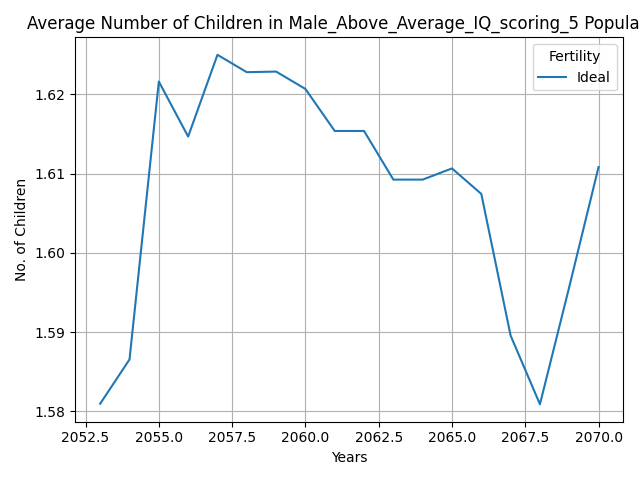 Average Number of Children in Male_Above_Average_IQ_scoring_5 Popula
Fertility
Ideal
1.62
1.61
1.60
1.59
1.58
No. of Children
2052.5 2055.0 2057.5 2060.0 2062.5 2065.0 2067.5 2070.0
Years